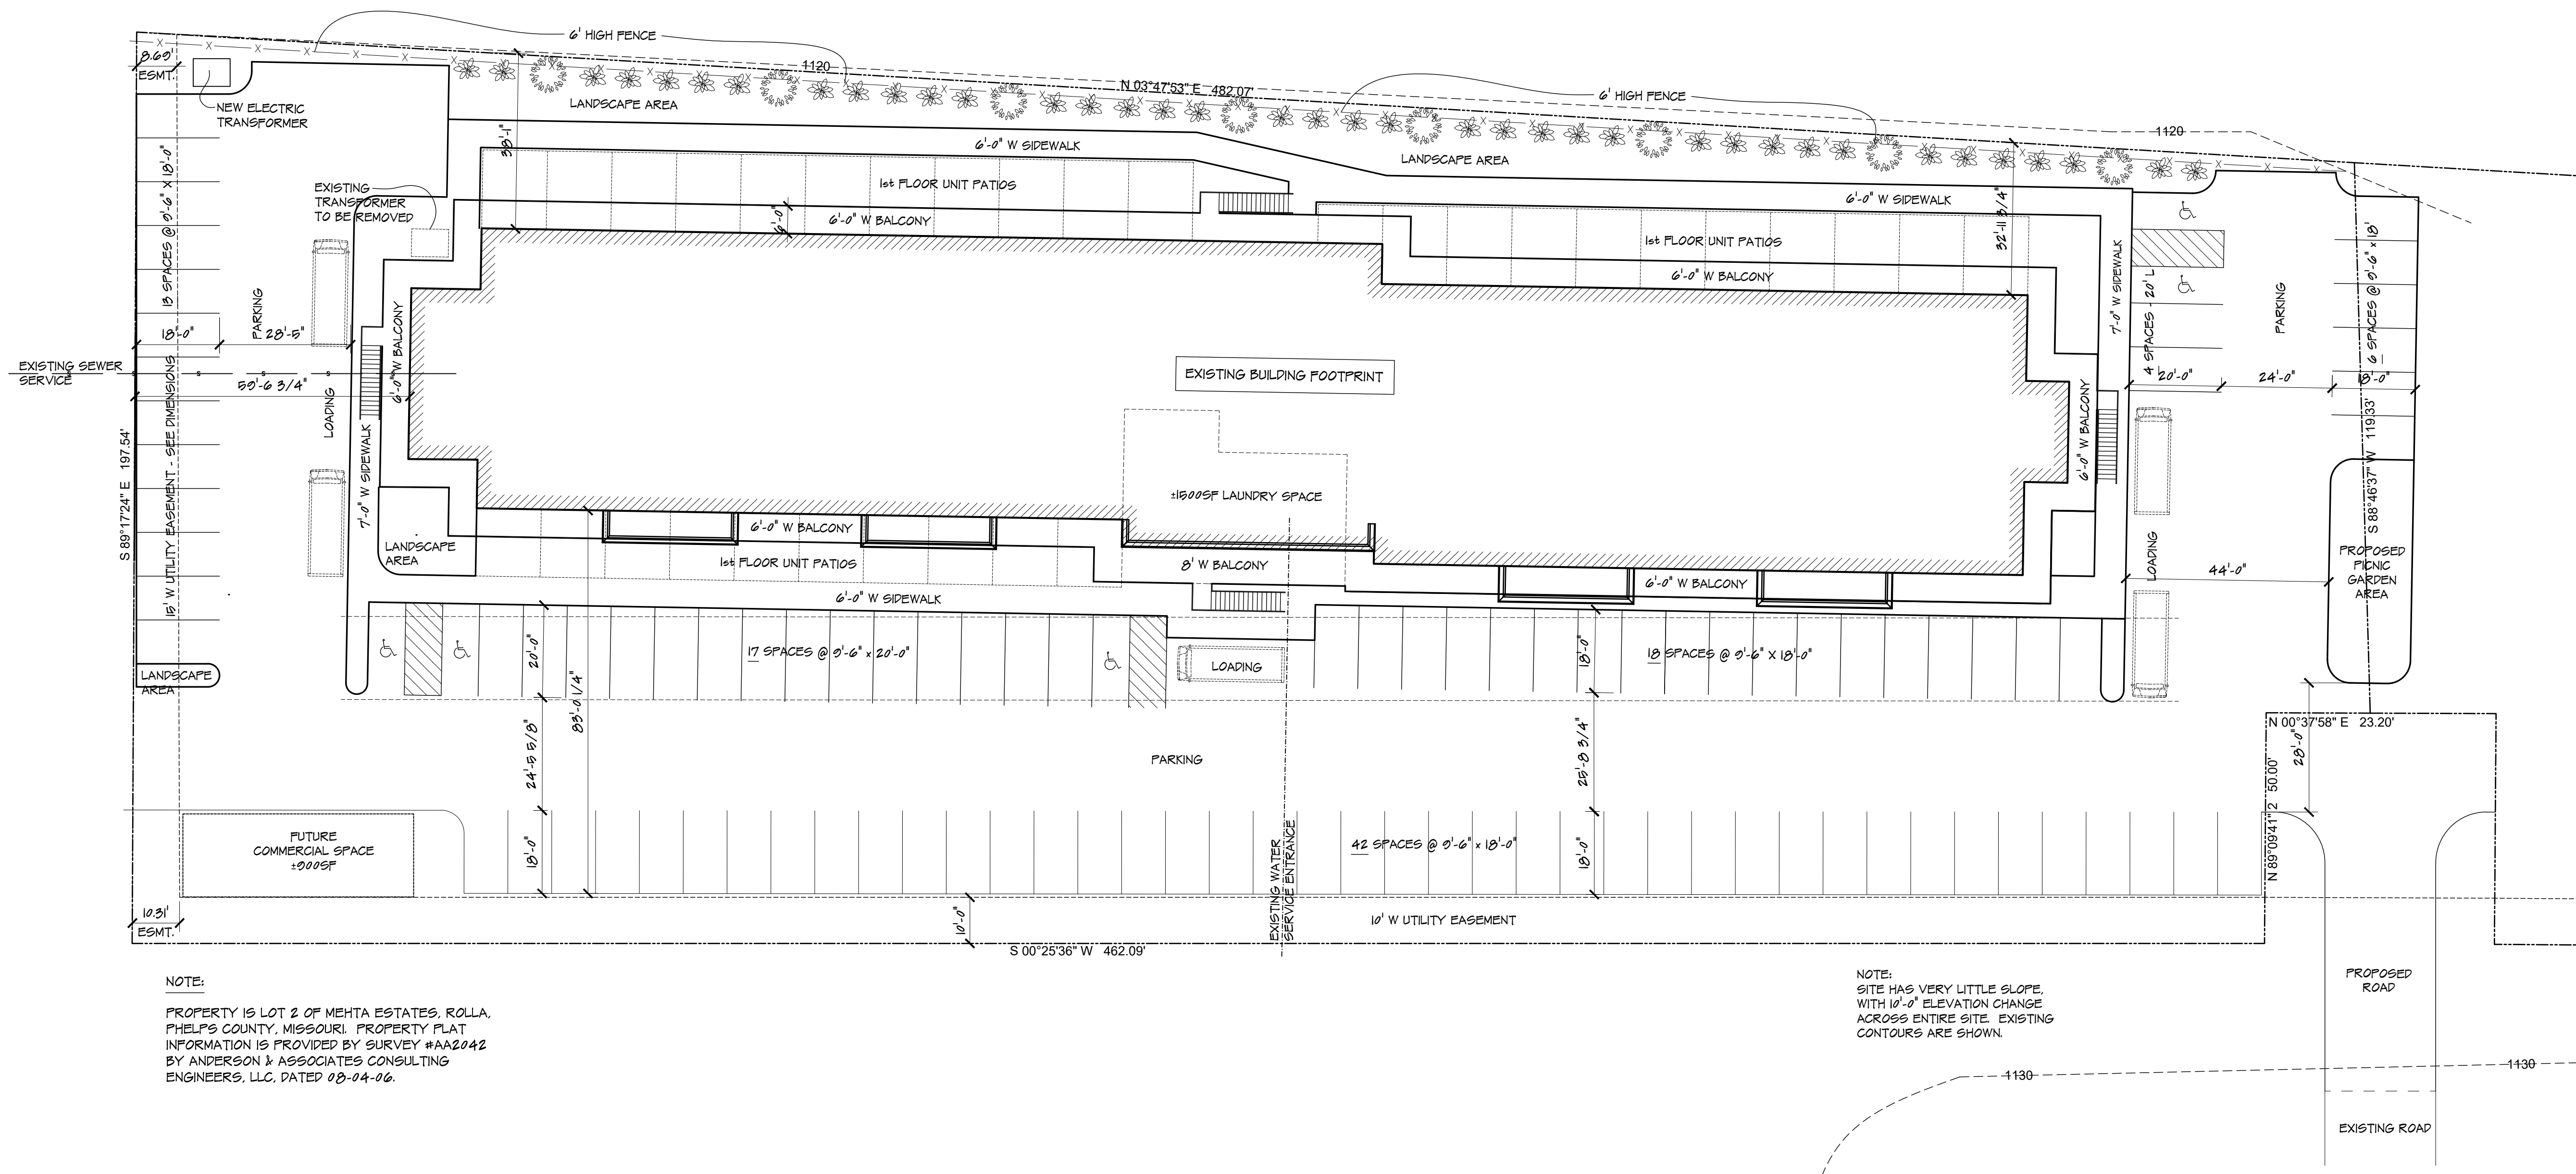 6' HIGH FENCE
8.69'
ESMT.
NEW ELECTRIC
TRANSFORMER
1120
N 03°47'53" E   482.07'
6' HIGH FENCE
1120
LANDSCAPE AREA
LANDSCAPE AREA
38'-1"
6'-0" W SIDEWALK
6'-0" W SIDEWALK
EXISTING
TRANSFORMER
TO BE REMOVED
1st FLOOR UNIT PATIOS
6'-0"
6'-0" W BALCONY
1st FLOOR UNIT PATIOS
6'-0" W BALCONY
32'-11 3/4"
13 SPACES @ 9'-6" X 18'-0"
PARKING
18'-0"
28'-5"
EXISTING SEWER
SERVICE
S
S
S
S
S
59'-6 3/4"
LOADING
6'-0" W BALCONY
7'-0" W SIDEWALK
S 89°17'24" E   197.54'
15' W UTILITY EASEMENT - SEE DIMENSIONS
EXISTING BUILDING FOOTPRINT
±1500SF LAUNDRY SPACE
7'-0" W SIDEWALK
4 SPACES - 20' L
PARKING
6 SPACES @ 9'-6" x 18'
20'-0"
24'-0"
18'-0"
6'-0" W BALCONY
S 88°46'37" W   119.33'
LOADING
44'-0"
PROPOSED
PICNIC
GARDEN
AREA
LANDSCAPE
AREA
6'-0" W BALCONY
1st FLOOR UNIT PATIOS
8' W BALCONY
6'-0" W BALCONY
6'-0" W SIDEWALK
LANDSCAPE
AREA
20'-0"
17 SPACES @ 9'-6" x 20'-0"
LOADING
18'-0"
18 SPACES @ 9'-6" X 18'-0"
83'-0 1/4"
24'-5 5/8"
PARKING
25'-8 3/4"
N 00°37'58" E   23.20'
28'-0"
N 89°09'41" 2   50.00'
FUTURE
COMMERCIAL SPACE
±900SF
18'-0"
42 SPACES @ 9'-6" x 18'-0"
18'-0"
EXISTING WATER
SERVICE ENTRANCE
10.31'
ESMT.
10'-0"
10' W UTILITY EASEMENT
S 00°25'36" W   462.09'
NOTE:
PROPERTY IS LOT 2 OF MEHTA ESTATES, ROLLA,
PHELPS COUNTY, MISSOURI.  PROPERTY PLAT
INFORMATION IS PROVIDED BY SURVEY #AA2042
BY ANDERSON & ASSOCIATES CONSULTING
ENGINEERS, LLC, DATED 08-04-06.
NOTE:
SITE HAS VERY LITTLE SLOPE,
WITH 10'-0" ELEVATION CHANGE
ACROSS ENTIRE SITE.  EXISTING
CONTOURS ARE SHOWN.
PROPOSED
ROAD
1130
1130
EXISTING ROAD